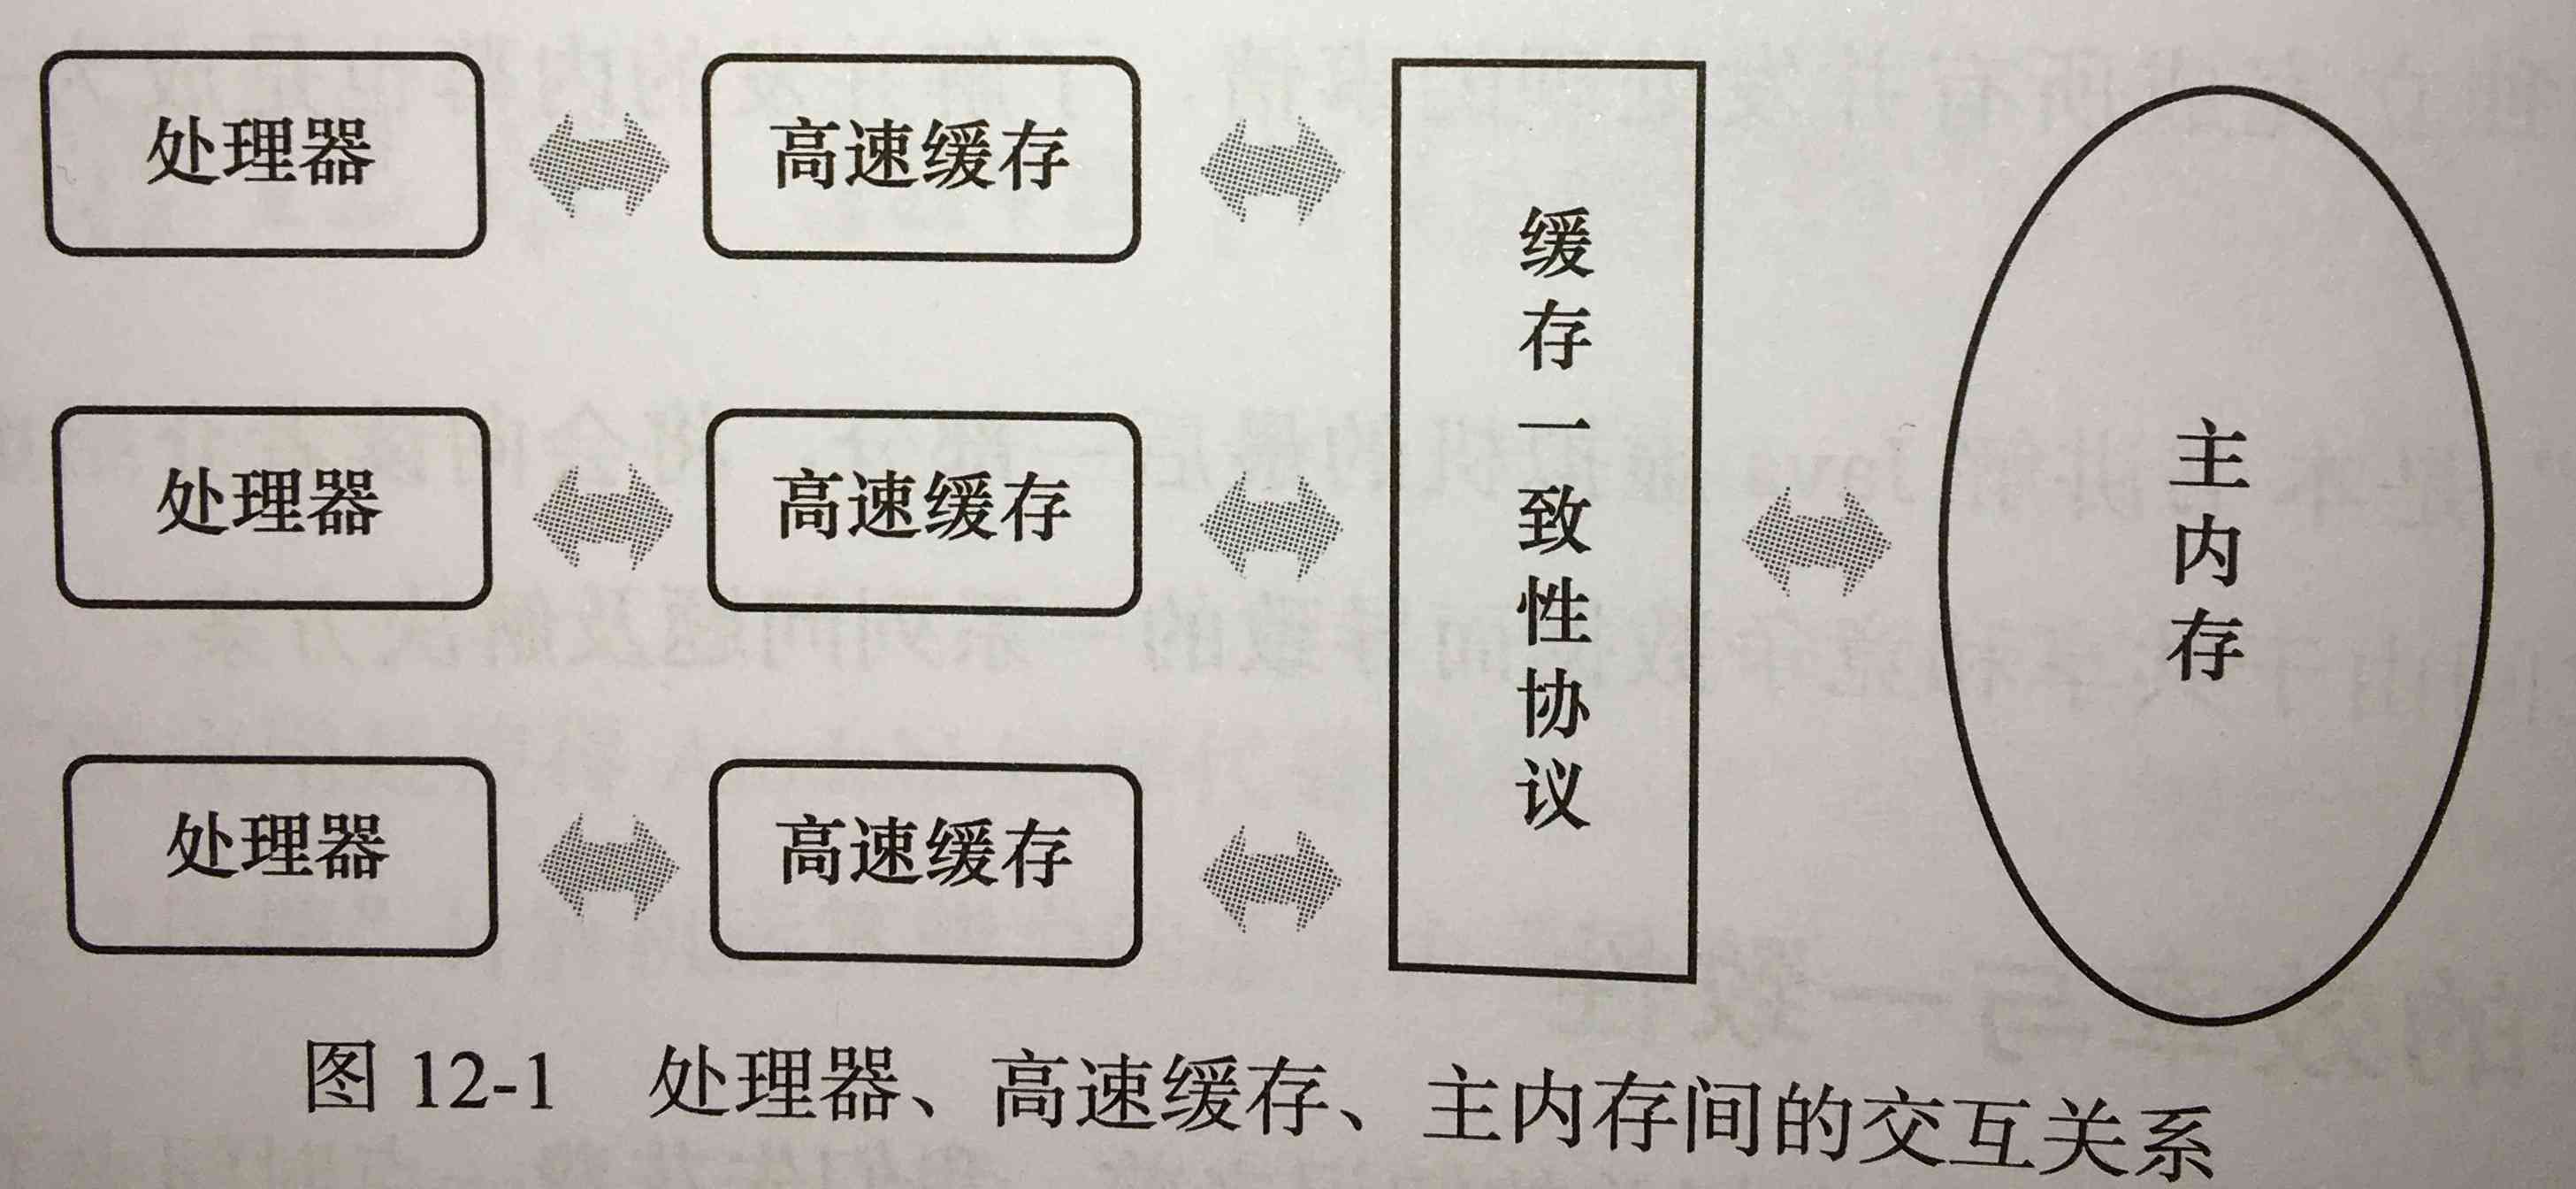 处理器
高速缓存
处理器
高速缓存
处理器
高速缓存
缓存一致性协议
主内存
图 12-1 处理器、高速缓存、主内存间的交互关系